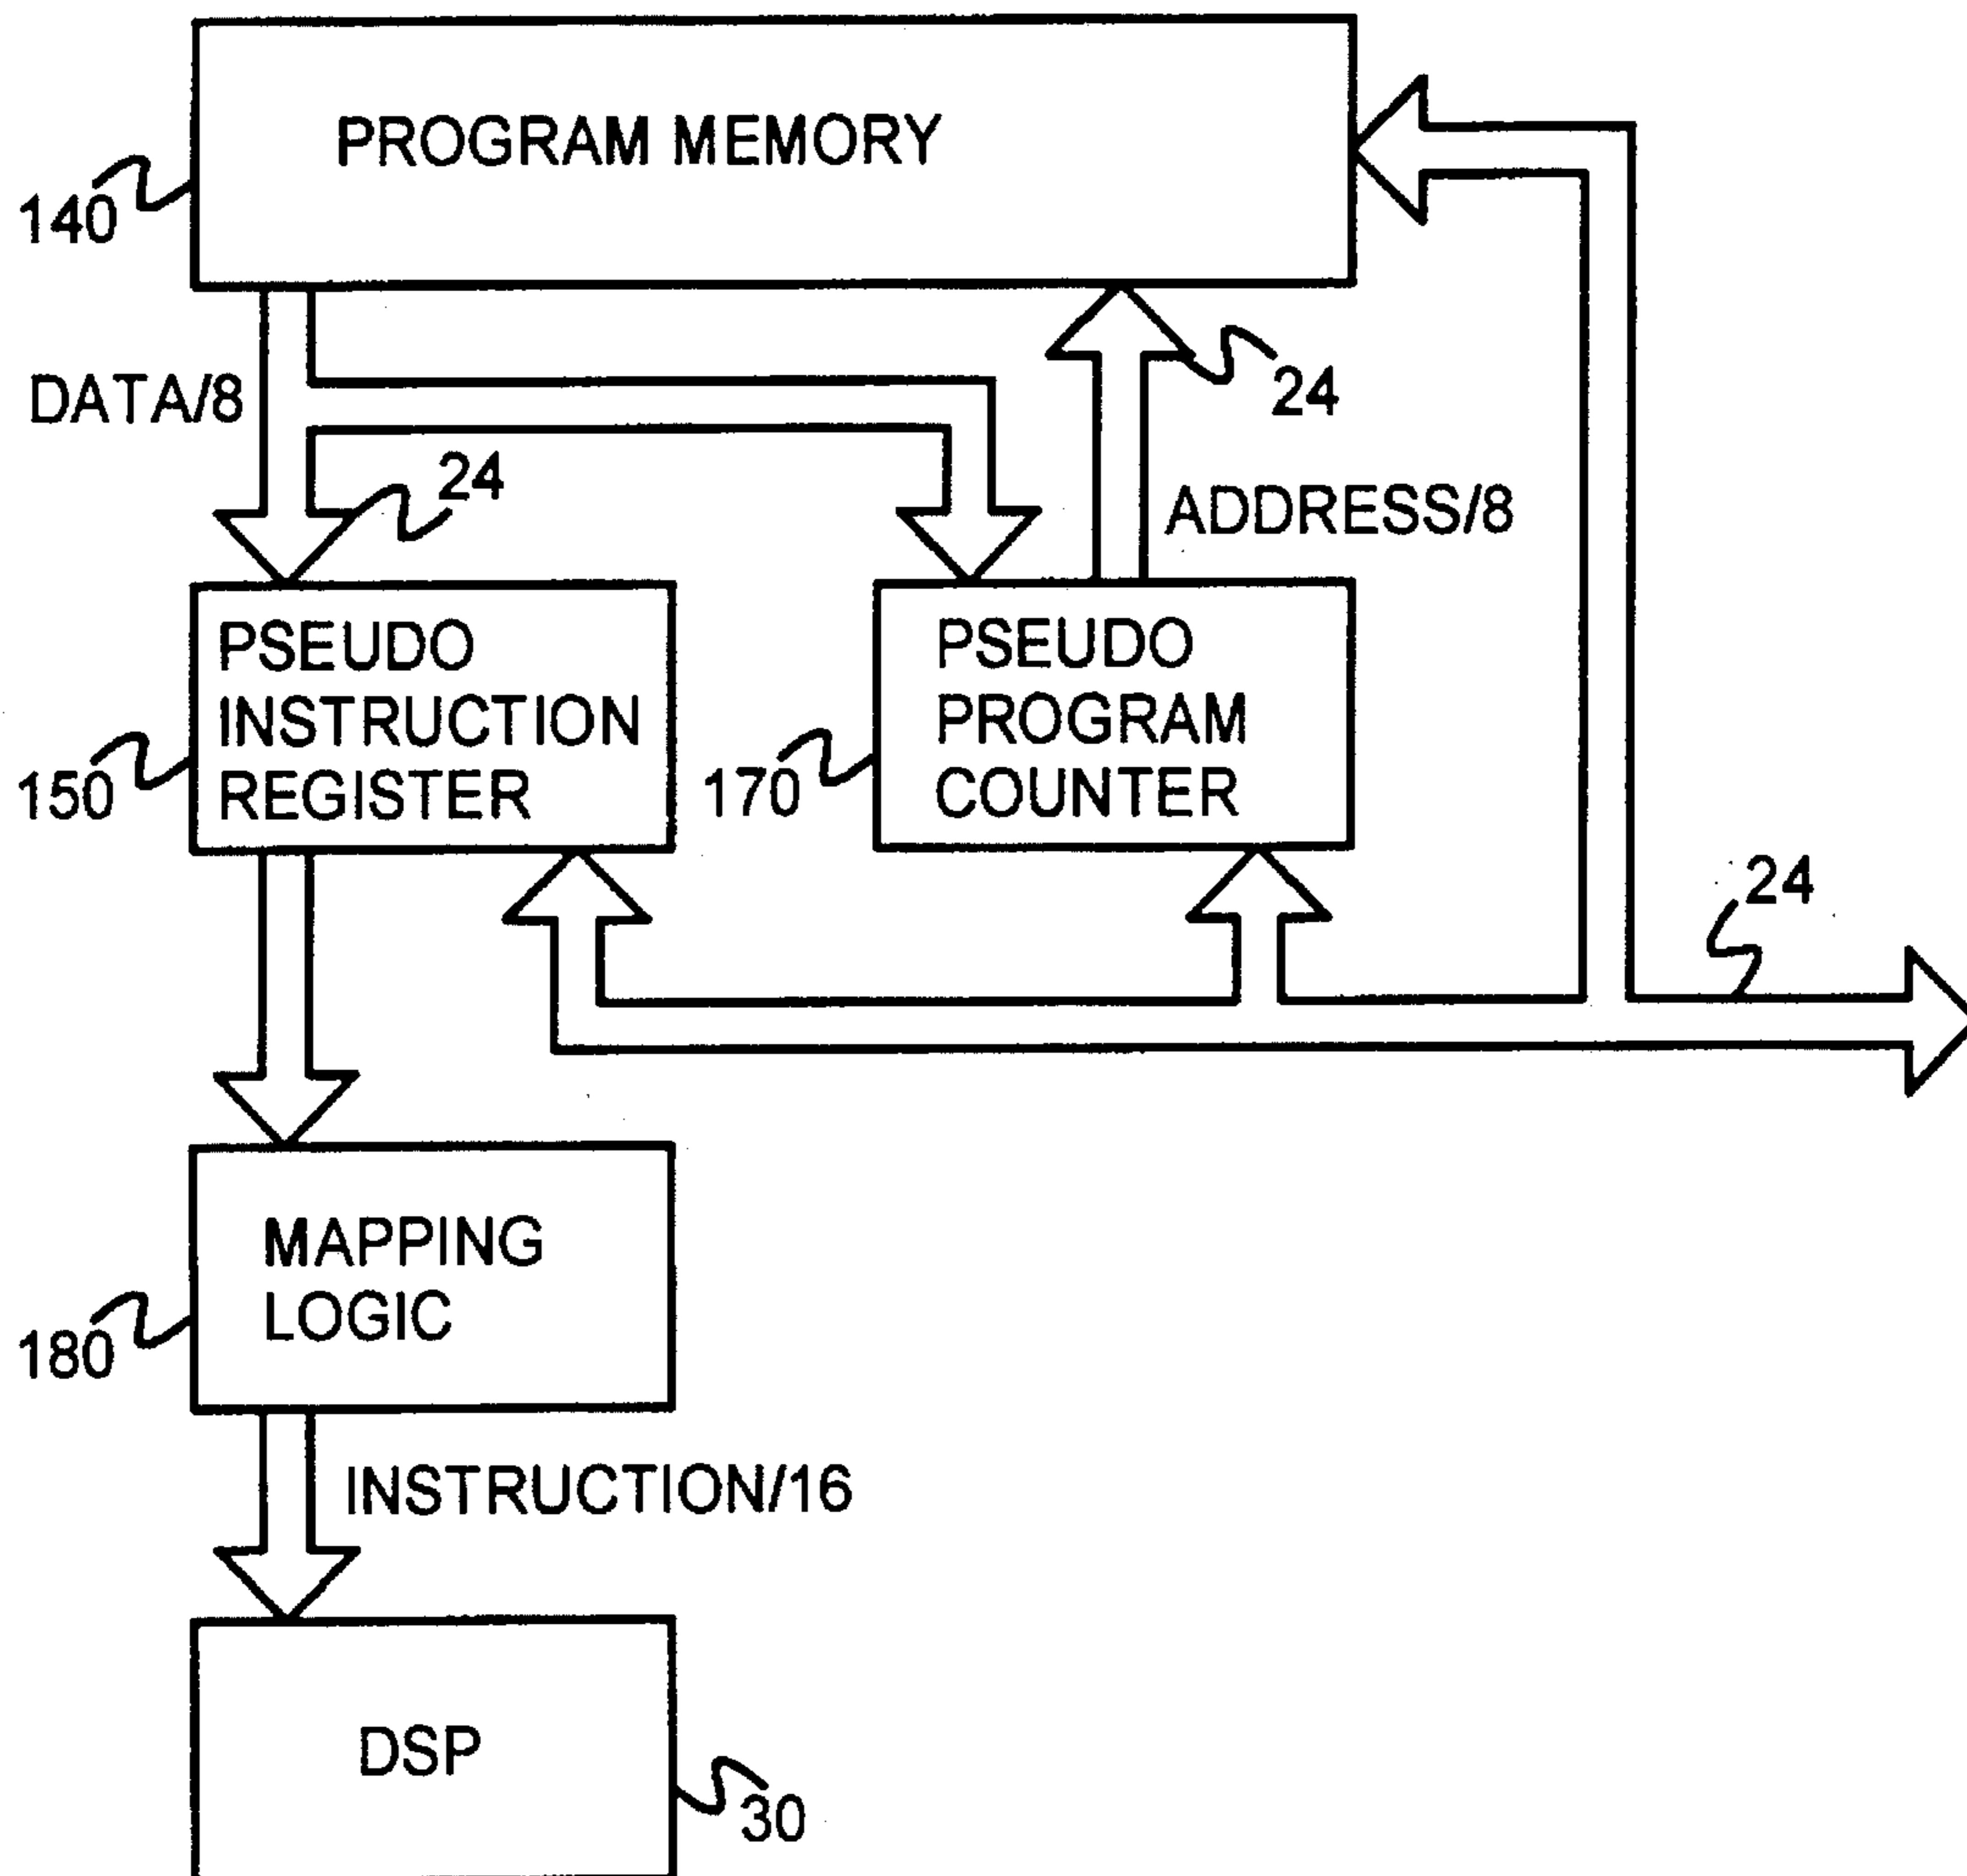 PROGRAM MEMORY
140
DATA/8
24
24
ADDRESS/8
PSEUDO
INSTRUCTION
REGISTER
150
PSEUDO
PROGRAM
COUNTER
170
24
MAPPING
LOGIC
180
INSTRUCTION/16
DSP
30